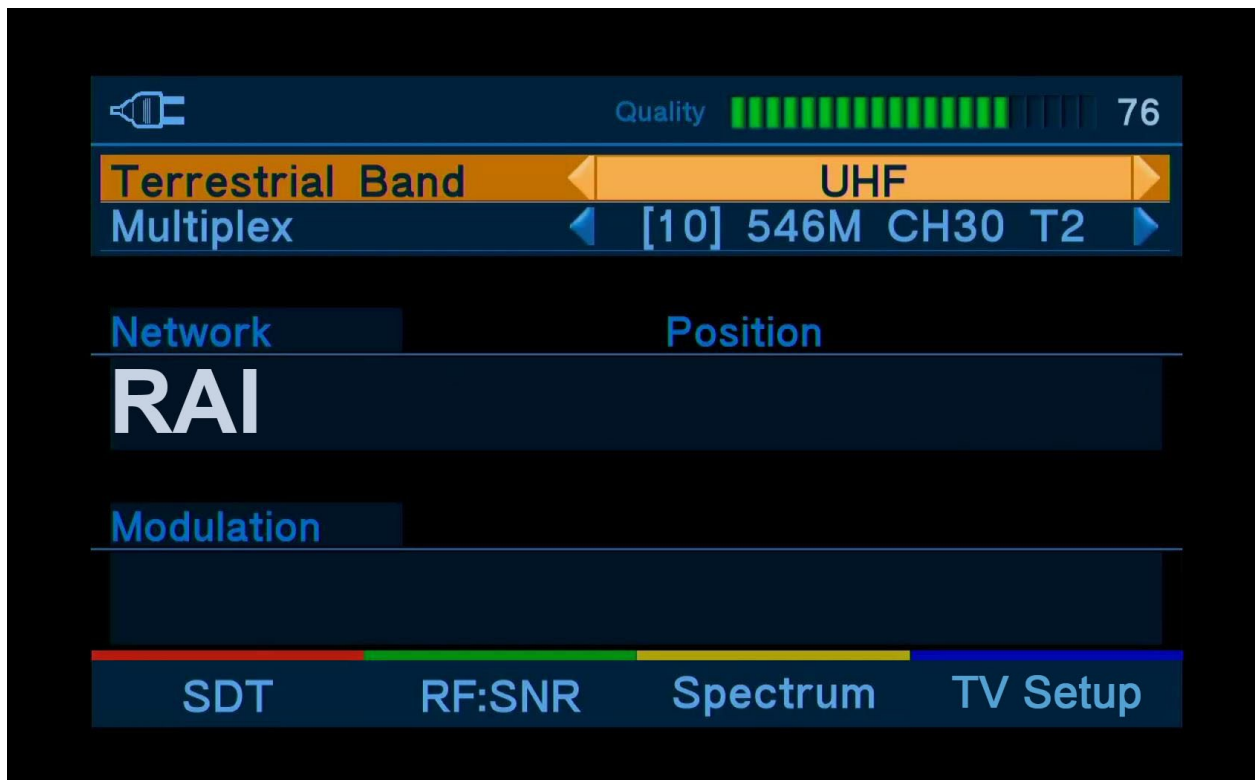 Quality 76
Terrestrial Band UHF
Multiplex [10] 546M CH30 T2
Network Position
RAI
Modulation
SDT RF:SNR Spectrum TV Setup